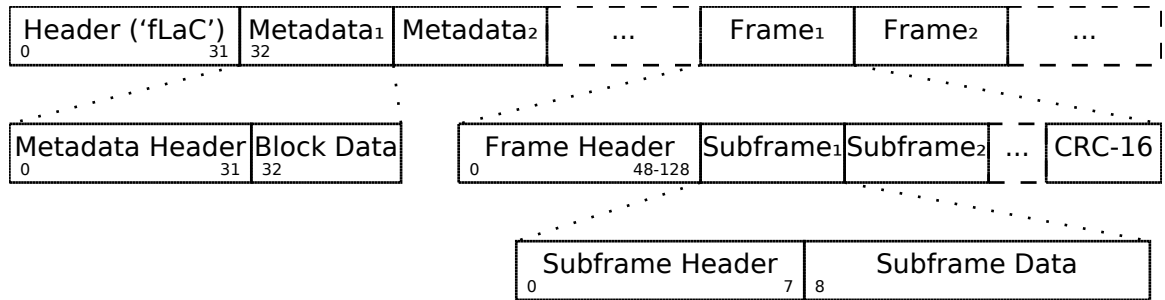 Header (‘fLaC’) Metadata₁ Metadata₂ ... Frame₁ Frame₂ ...
0 31 32
Metadata Header Block Data Frame Header Subframe₁ Subframe₂ ... CRC-16
0 31 32 0 48-128
Subframe Header Subframe Data
0 7 8